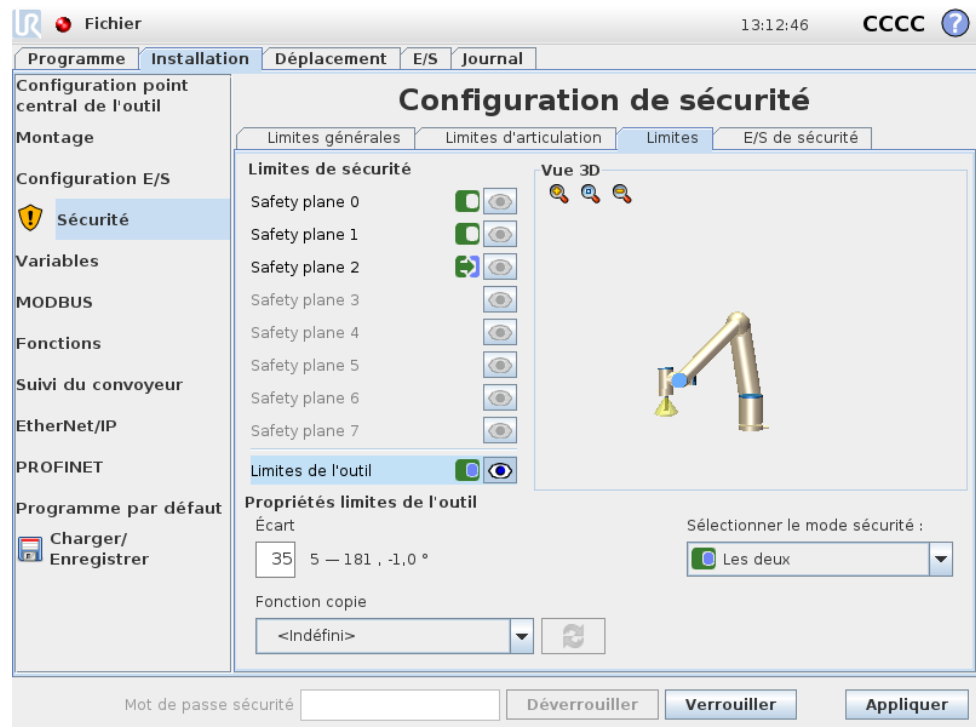 UR Fichier 13:12:46 CCCC ?
Programme Installation Déplacement E/S Journal
Configuration point
central de l'outil
Montage
Configuration E/S
Sécurité
Variables
MODBUS
Fonctions
Suivi du convoyeur
EtherNet/IP
PROFINET
Programme par défaut
Charger/
Enregistrer
Configuration de sécurité
Limites générales Limites d'articulation Limites E/S de sécurité
Limites de sécurité
Safety plane 0
Safety plane 1
Safety plane 2
Safety plane 3
Safety plane 4
Safety plane 5
Safety plane 6
Safety plane 7
Limites de l'outil
Vue 3D
Propriétés limites de l'outil
Écart
35 5 — 181 , -1,0 °
Sélectionner le mode sécurité :
Les deux
Fonction copie
<Indéfini>
Mot de passe sécurité Déverrouiller Verrouiller Appliquer